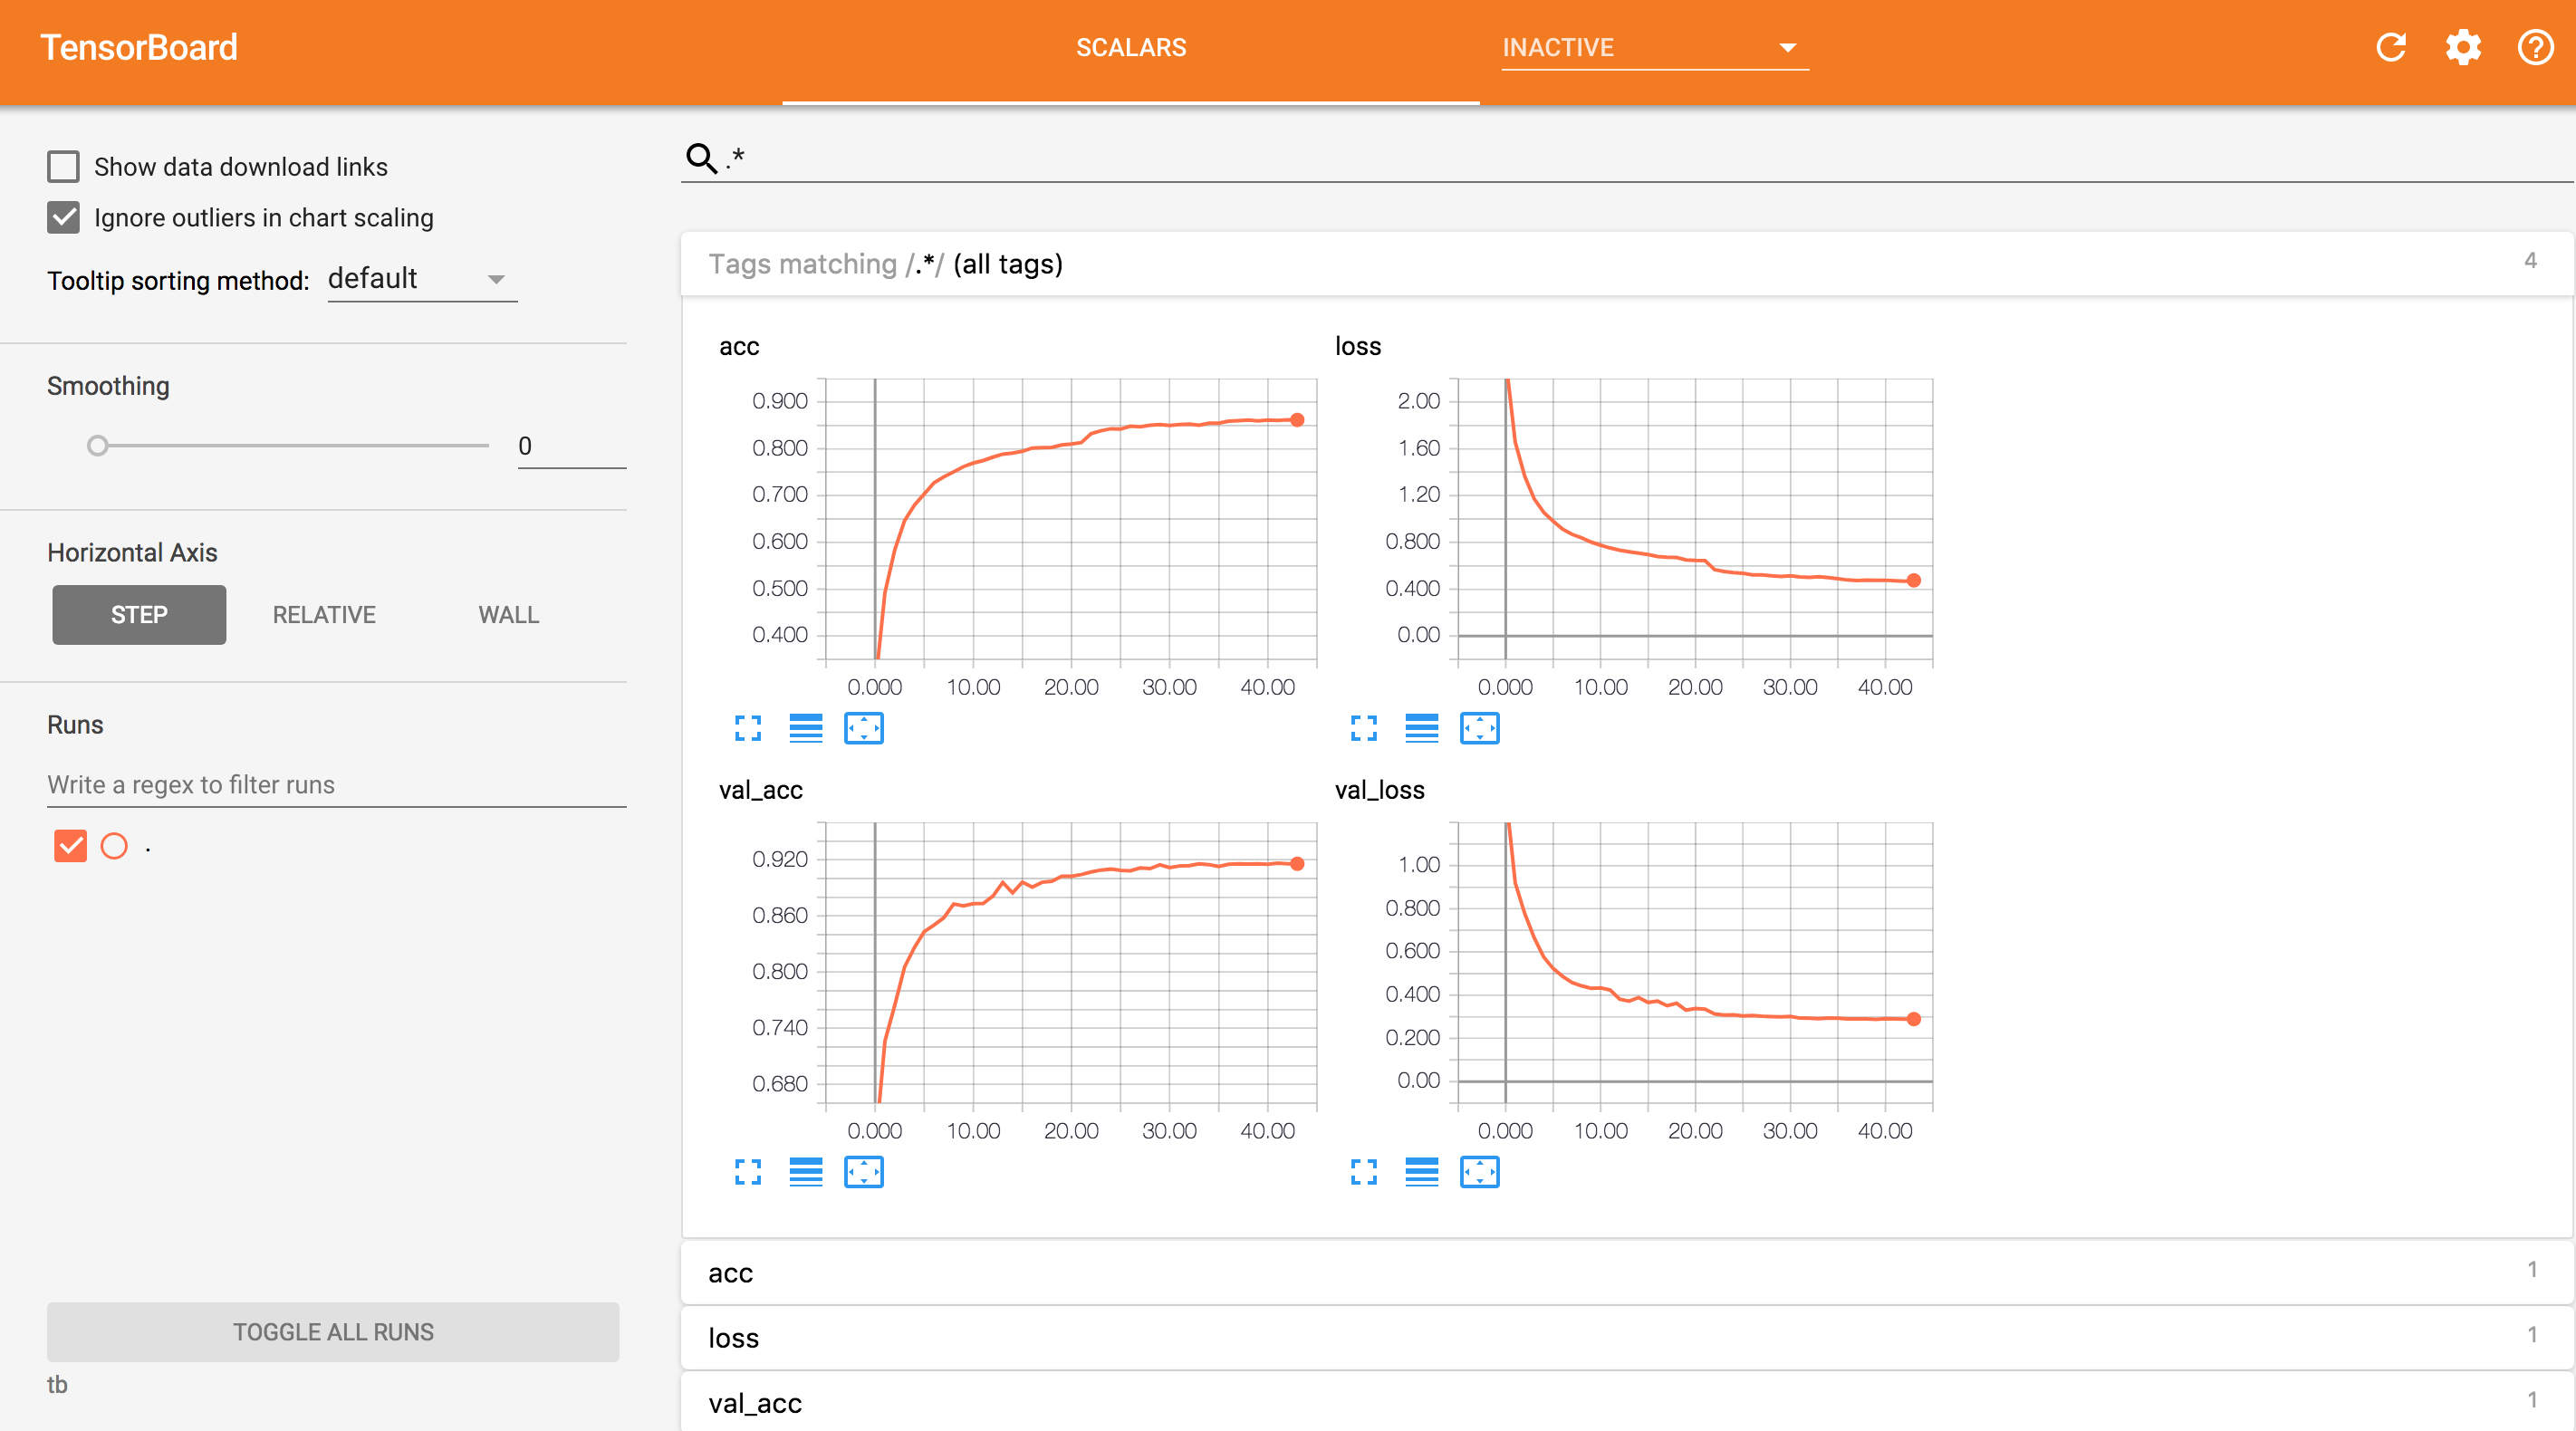 TensorBoard
SCALARS
INACTIVE
Show data download links
Ignore outliers in chart scaling
Tooltip sorting method: default
Smoothing
0
Horizontal Axis
STEP RELATIVE WALL
Runs
Write a regex to filter runs
.
TOGGLE ALL RUNS
tb
.*
Tags matching /.*/ (all tags) 4
acc
0.900
0.800
0.700
0.600
0.500
0.400
0.000 10.00 20.00 30.00 40.00
loss
2.00
1.60
1.20
0.800
0.400
0.00
0.000 10.00 20.00 30.00 40.00
val_acc
0.920
0.860
0.800
0.740
0.680
0.000 10.00 20.00 30.00 40.00
val_loss
1.00
0.800
0.600
0.400
0.200
0.00
0.000 10.00 20.00 30.00 40.00
acc 1
loss 1
val_acc 1